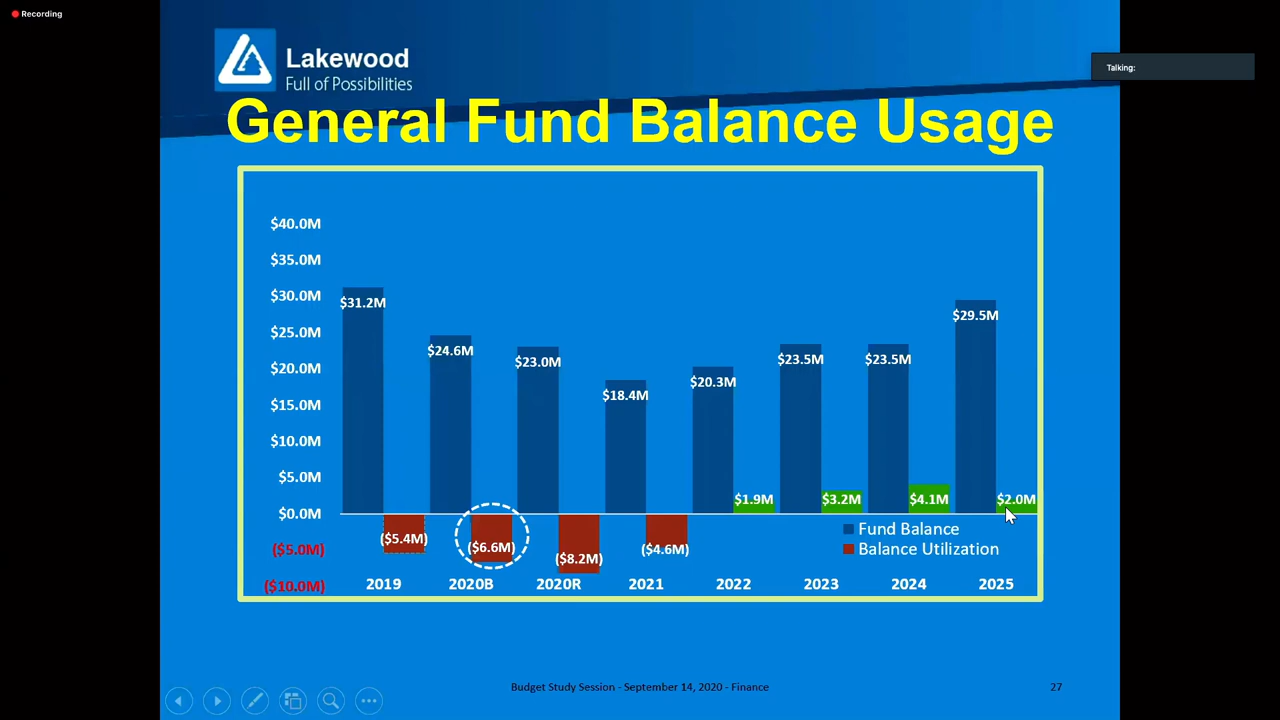 Recording
Lakewood
Full of Possibilities
Talking:
General Fund Balance Usage
$40.0M
$35.0M
$30.0M
$25.0M
$20.0M
$15.0M
$10.0M
$5.0M
$0.0M
($5.0M)
($10.0M)
$31.2M
$24.6M
$23.0M
$18.4M
$20.3M
$23.5M
$23.5M
$29.5M
($5.4M)
($6.6M)
($8.2M)
($4.6M)
$1.9M
$3.2M
$4.1M
$2.0M
Fund Balance
Balance Utilization
2019 2020B 2020R 2021 2022 2023 2024 2025
Budget Study Session - September 14, 2020 - Finance
27